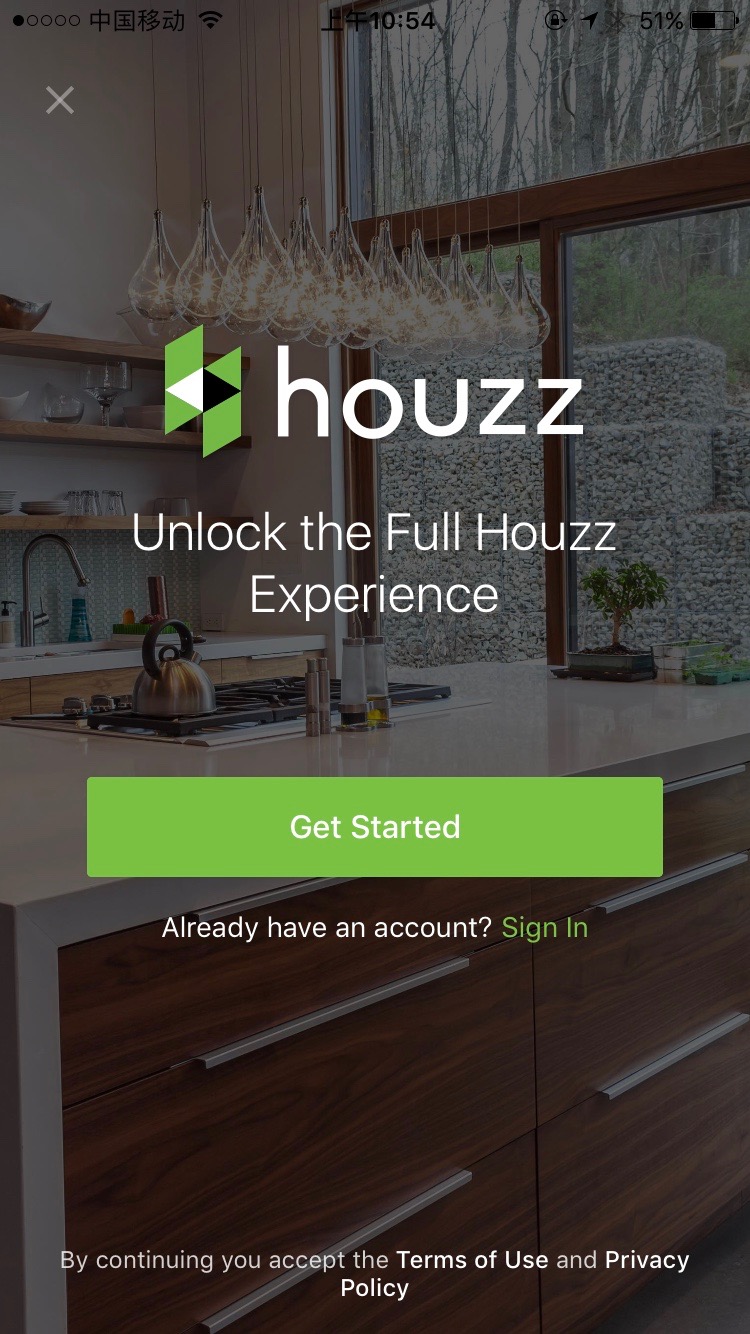 中国移动 上午10:54 51%
houzz
Unlock the Full Houzz
Experience
Get Started
Already have an account? Sign In
By continuing you accept the Terms of Use and Privacy
Policy